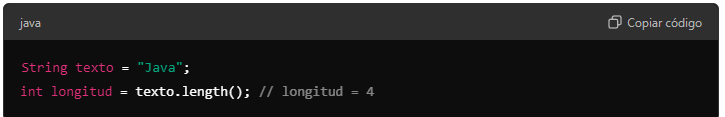 java
Copiar código
String texto = "Java";
int longitud = texto.length(); // longitud = 4